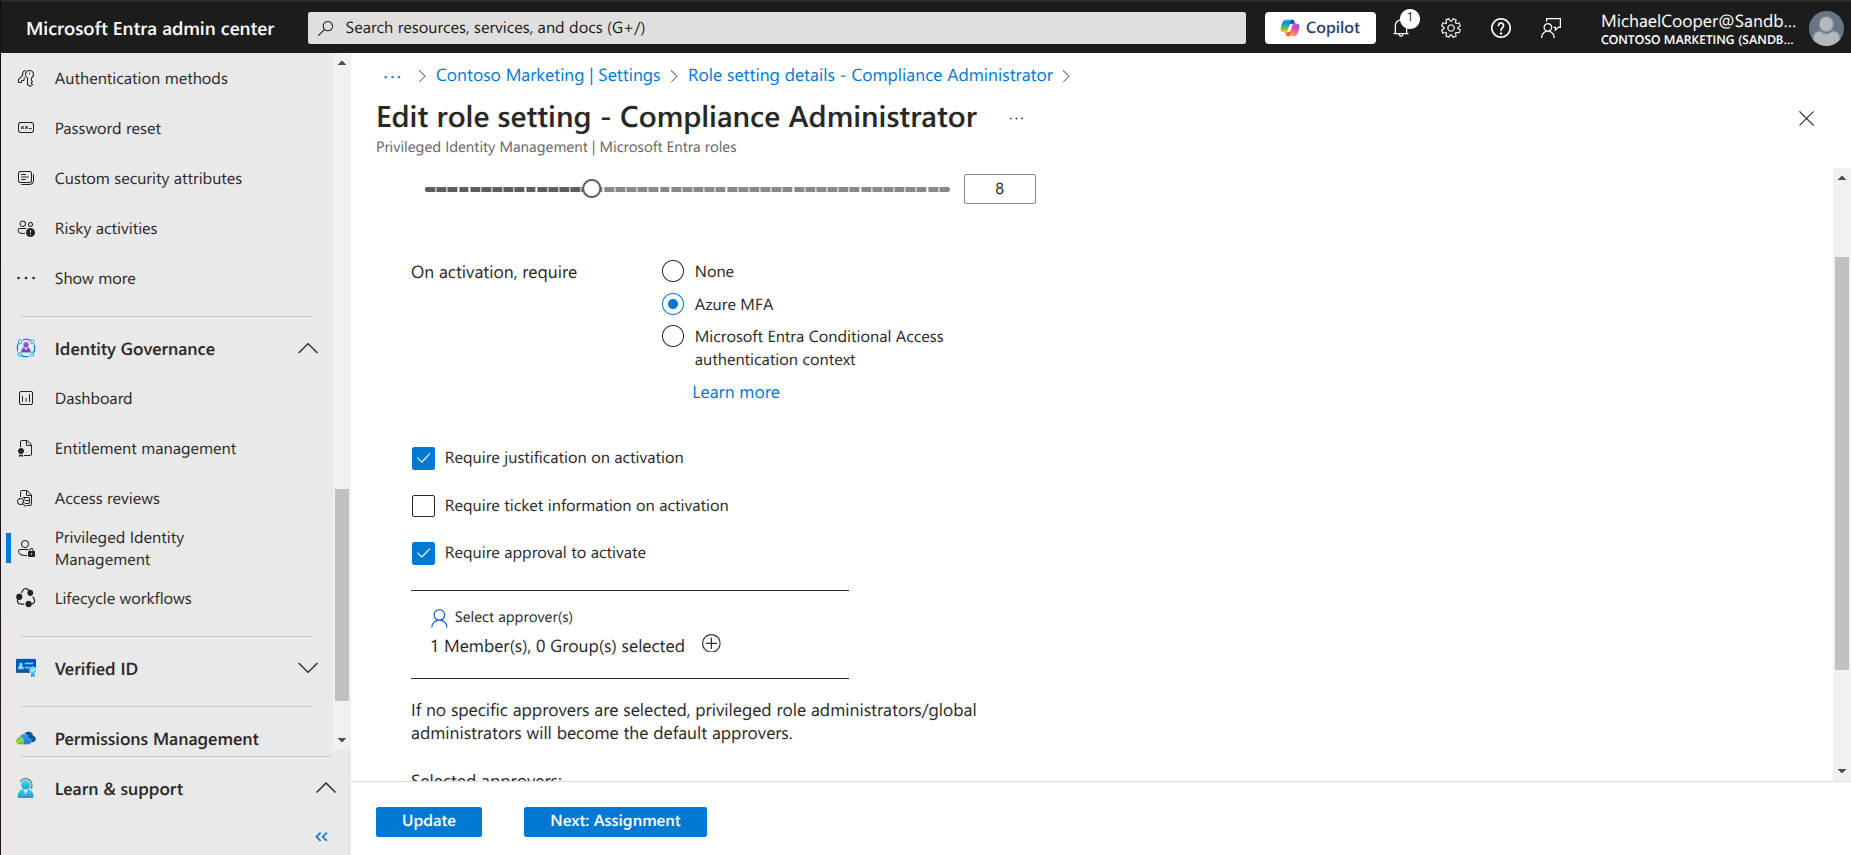 Microsoft Entra admin center
Search resources, services, and docs (G+/)
Copilot
1
MichaelCooper@Sandb...
CONTOSO MARKETING (SANDB...
Authentication methods
Password reset
Custom security attributes
Risky activities
Show more
Identity Governance
Dashboard
Entitlement management
Access reviews
Privileged Identity
Management
Lifecycle workflows
Verified ID
Permissions Management
Learn & support
... > Contoso Marketing | Settings > Role setting details - Compliance Administrator >
Edit role setting - Compliance Administrator ...
Privileged Identity Management | Microsoft Entra roles
8
On activation, require
None
Azure MFA
Microsoft Entra Conditional Access
authentication context
Learn more
Require justification on activation
Require ticket information on activation
Require approval to activate
Select approver(s)
1 Member(s), 0 Group(s) selected
If no specific approvers are selected, privileged role administrators/global
administrators will become the default approvers.
Selected approvers:
Update
Next: Assignment